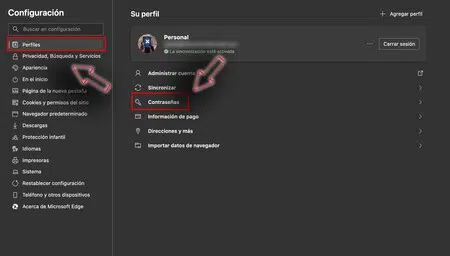 Configuración
Buscar en configuración
Perfiles
Privacidad, Búsqueda y Servicios
Apariencia
En el inicio
Página de la nueva pestaña
Cookies y permisos del sitio
Navegador predeterminado
Descargas
Protección infantil
Idiomas
Impresoras
Sistema
Restablecer configuración
Teléfono y otros dispositivos
Acerca de Microsoft Edge
Su perfil
Agregar perfil
Personal
La sincronización está activada
Cerrar sesión
Administrar cuenta
Sincronizar
Contraseñas
Información de pago
Direcciones y más
Importar datos de navegador